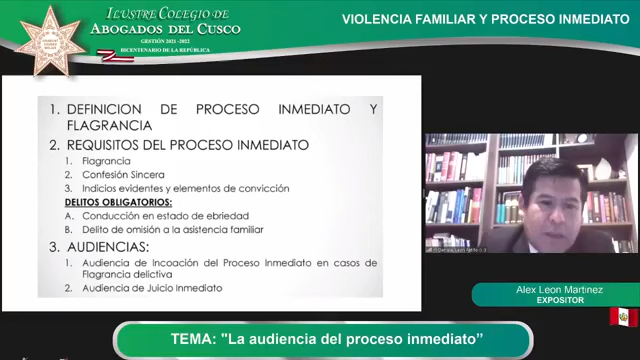 ILUSTRE COLEGIO DE
ABOGADOS DEL CUSCO
GESTIÓN 2021 -2022
BICENTENARIO DE LA REPÚBLICA
VIOLENCIA FAMILIAR Y PROCESO INMEDIATO
1. DEFINICION DE PROCESO INMEDIATO Y
FLAGRANCIA
2. REQUISITOS DEL PROCESO INMEDIATO
1. Flagrancia
2. Confesión Sincera
3. Indicios evidentes y elementos de convicción
DELITOS OBLIGATORIOS:
A. Conducción en estado de ebriedad
B. Delito de omisión a la asistencia familiar
3. AUDIENCIAS:
1. Audiencia de Incoación del Proceso Inmediato en casos de
Flagrancia delictiva
2. Audiencia de Juicio Inmediato
Alex Leon Martinez
EXPOSITOR
TEMA: "La audiencia del proceso inmediato”